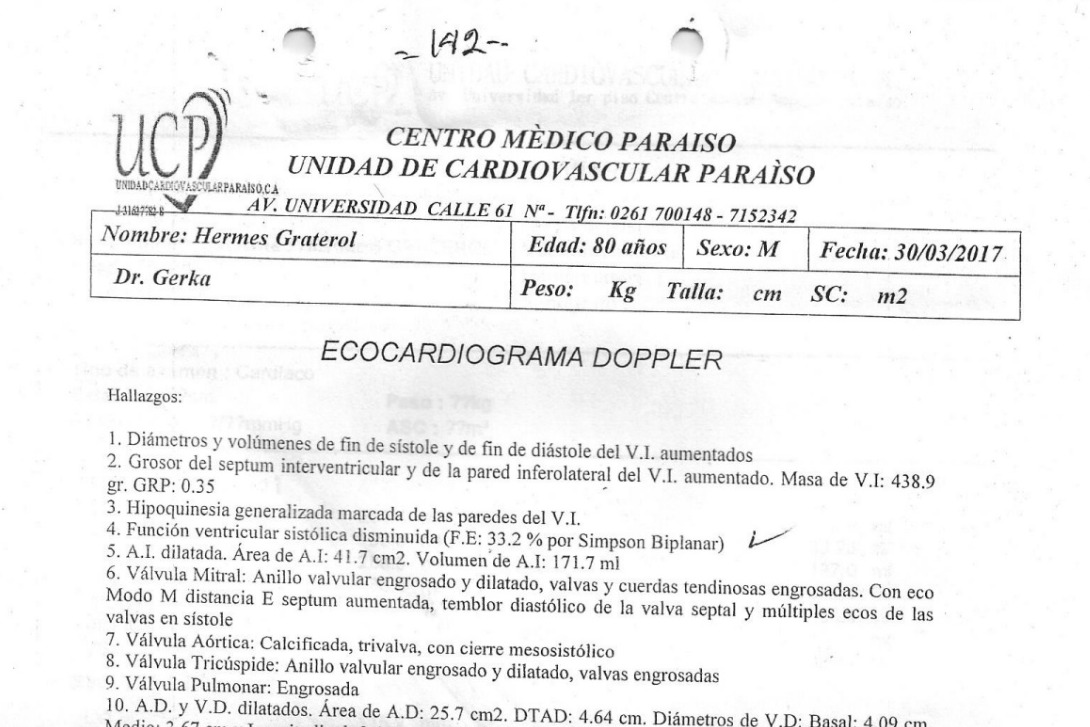 - 142--
UCP
UNIDAD CARDIOVASCULAR PARAISO, C.A
CENTRO MÈDICO PARAISO
UNIDAD DE CARDIOVASCULAR PARAÌSO
AV. UNIVERSIDAD CALLE 61 Nª - Tlfn: 0261 700148 - 7152342
Nombre: Hermes Graterol Edad: 80 años Sexo: M Fecha: 30/03/2017
Dr. Gerka Peso: Kg Talla: cm SC: m2
ECOCARDIOGRAMA DOPPLER
Hallazgos:
1. Diámetros y volúmenes de fin de sístole y de fin de diástole del V.I. aumentados
2. Grosor del septum interventricular y de la pared inferolateral del V.I. aumentado. Masa de V.I: 438.9
gr. GRP: 0.35
3. Hipoquinesia generalizada marcada de las paredes del V.I.
4. Función ventricular sistólica disminuida (F.E: 33.2 % por Simpson Biplanar)
5. A.I. dilatada. Área de A.I: 41.7 cm2. Volumen de A.I: 171.7 ml
6. Válvula Mitral: Anillo valvular engrosado y dilatado, valvas y cuerdas tendinosas engrosadas. Con eco
Modo M distancia E septum aumentada, temblor diastólico de la valva septal y múltiples ecos de las
valvas en sístole
7. Válvula Aórtica: Calcificada, trivalva, con cierre mesosistólico
8. Válvula Tricúspide: Anillo valvular engrosado y dilatado, valvas engrosadas
9. Válvula Pulmonar: Engrosada
10. A.D. y V.D. dilatados. Área de A.D: 25.7 cm2. DTAD: 4.64 cm. Diámetros de V.D: Basal: 4.09 cm